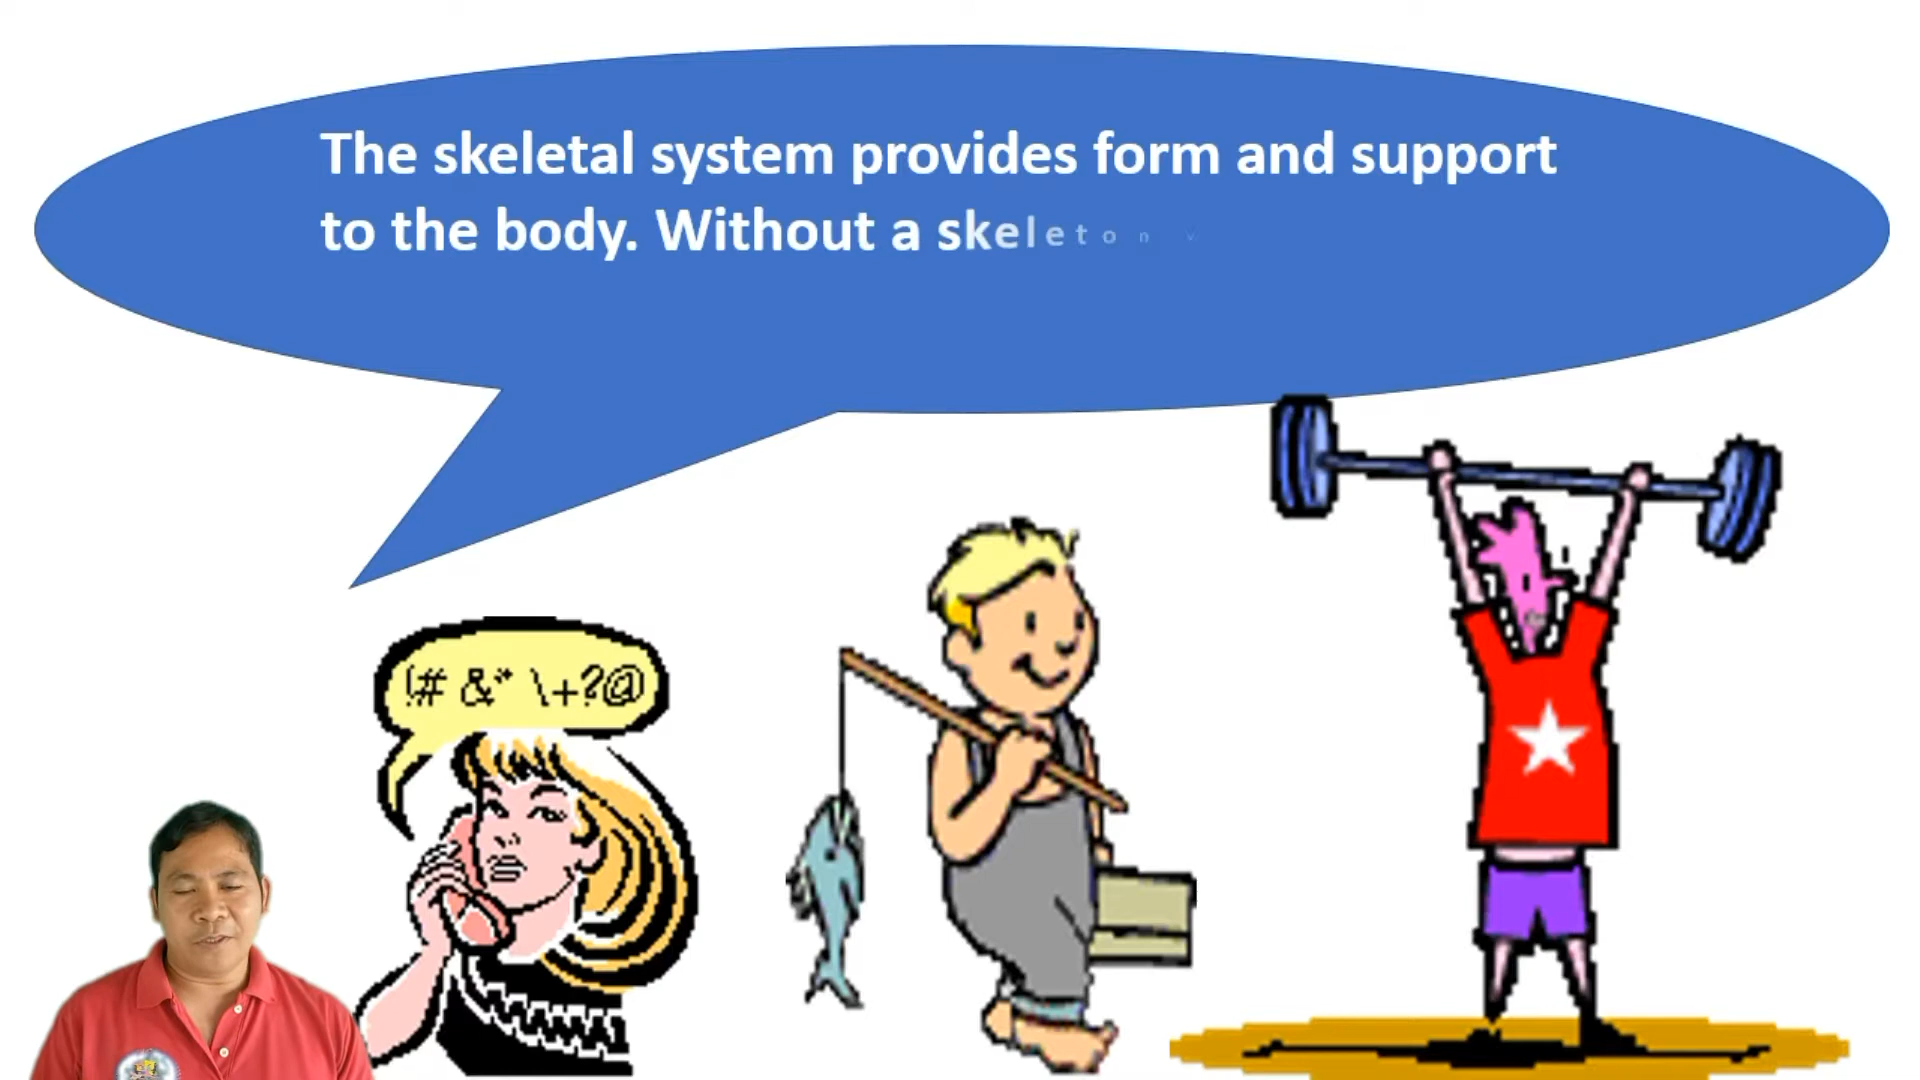 The skeletal system provides form and support
to the body. Without a skeleton
!# &* \+?@